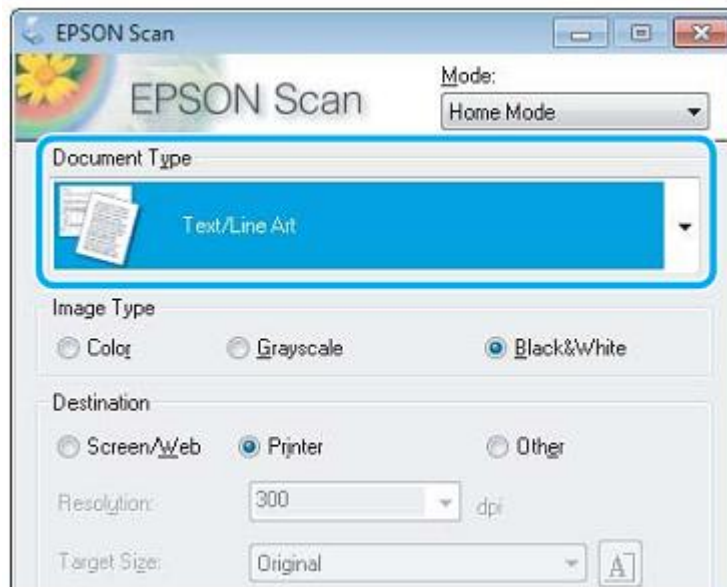 EPSON Scan
EPSON Scan
Mode:
Home Mode
Document Type
Text/Line Art
Image Type
Color Grayscale Black&White
Destination
Screen/Web Printer Other
Resolution: 300 dpi
Target Size: Original A